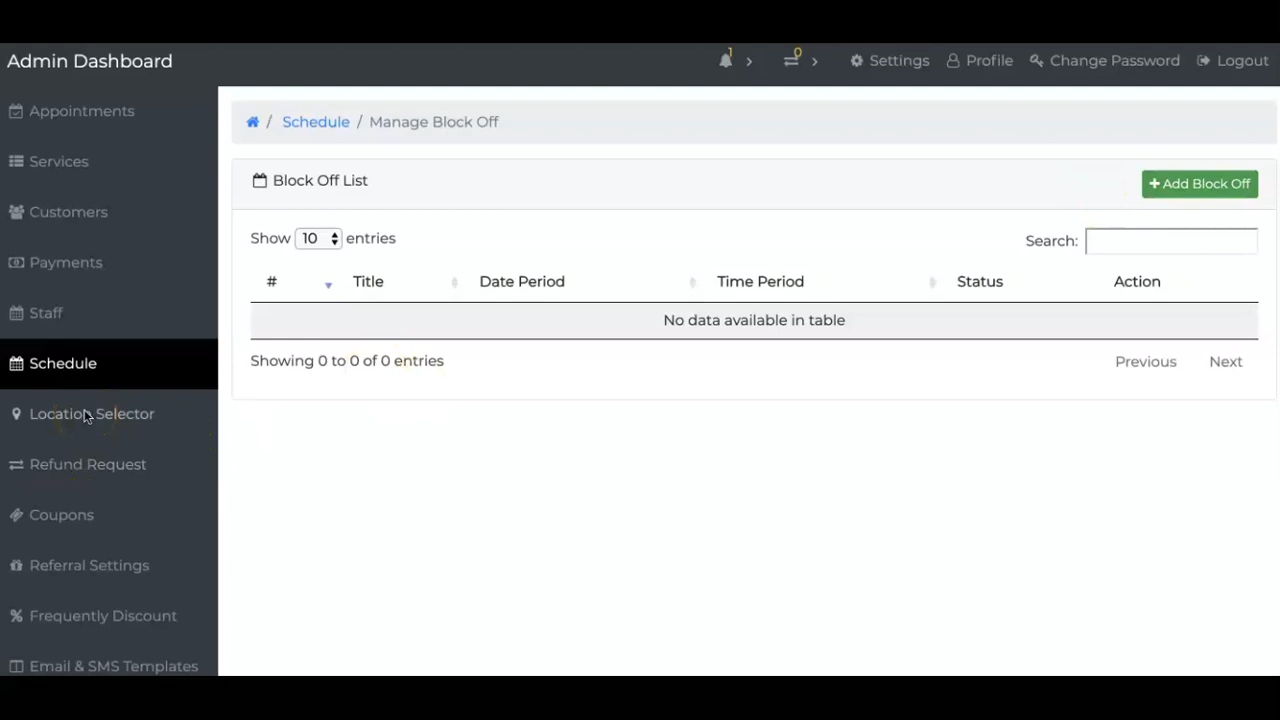 Admin Dashboard
1
0
Settings
Profile
Change Password
Logout
Appointments
Services
Customers
Payments
Staff
Schedule
Location Selector
Refund Request
Coupons
Referral Settings
Frequently Discount
Email & SMS Templates
/ Schedule / Manage Block Off
Block Off List
+ Add Block Off
Show 10 entries
Search:
# Title Date Period Time Period Status Action
No data available in table
Showing 0 to 0 of 0 entries
Previous Next